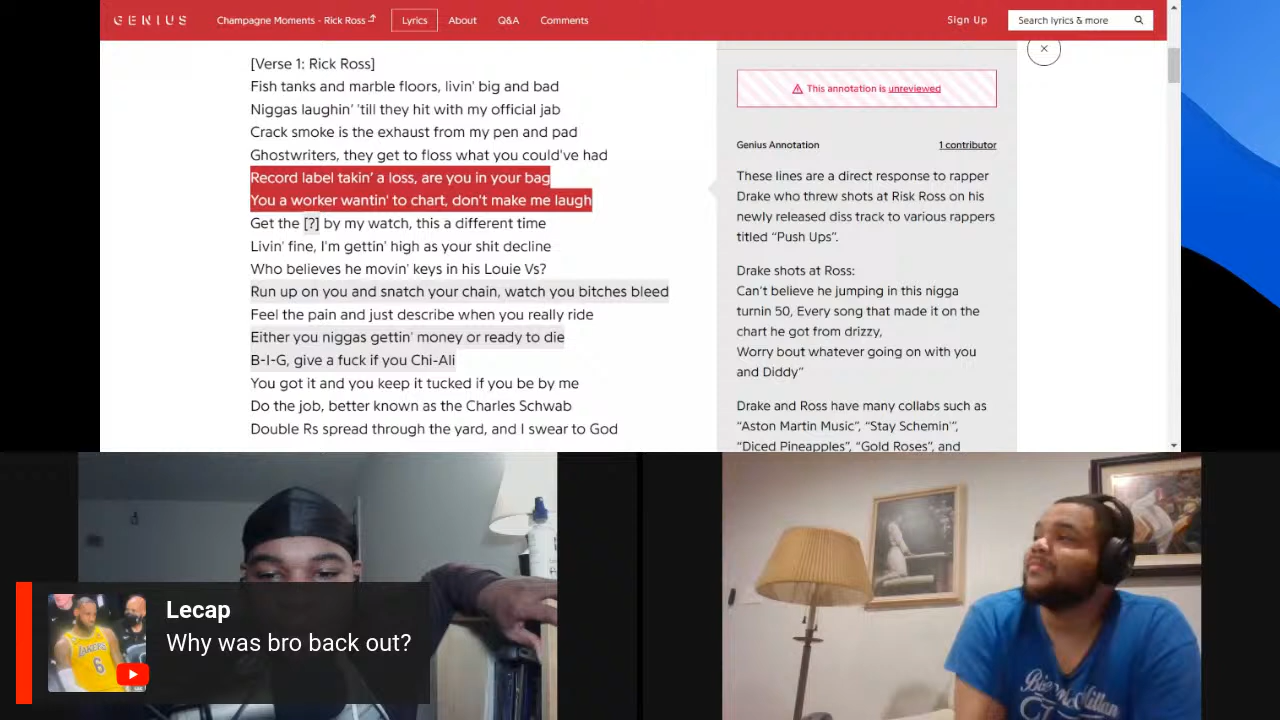 GENIUS
Champagne Moments - Rick Ross
Lyrics
About
Q&A
Comments
Sign Up
Search lyrics & more
[Verse 1: Rick Ross]
Fish tanks and marble floors, livin' big and bad
Niggas laughin' 'till they hit with my official jab
Crack smoke is the exhaust from my pen and pad
Ghostwriters, they get to floss what you could've had
Record label takin' a loss, are you in your bag
You a worker wantin' to chart, don't make me laugh
Get the [?] by my watch, this a different time
Livin' fine, I'm gettin' high as your shit decline
Who believes he movin' keys in his Louie Vs?
Run up on you and snatch your chain, watch you bitches bleed
Feel the pain and just describe when you really ride
Either you niggas gettin' money or ready to die
B-I-G, give a fuck if you Chi-Ali
You got it and you keep it tucked if you be by me
Do the job, better known as the Charles Schwab
Double Rs spread through the yard, and I swear to God
This annotation is unreviewed
Genius Annotation
1 contributor
These lines are a direct response to rapper
Drake who threw shots at Risk Ross on his
newly released diss track to various rappers
titled “Push Ups”.
Drake shots at Ross:
Can't believe he jumping in this nigga
turnin 50, Every song that made it on the
chart he got from drizzy,
Worry bout whatever going on with you
and Diddy”
Drake and Ross have many collabs such as
“Aston Martin Music”, “Stay Schemin'”,
“Diced Pineapples”, “Gold Roses”, and
Lecap
Why was bro back out?
LAKERS
6